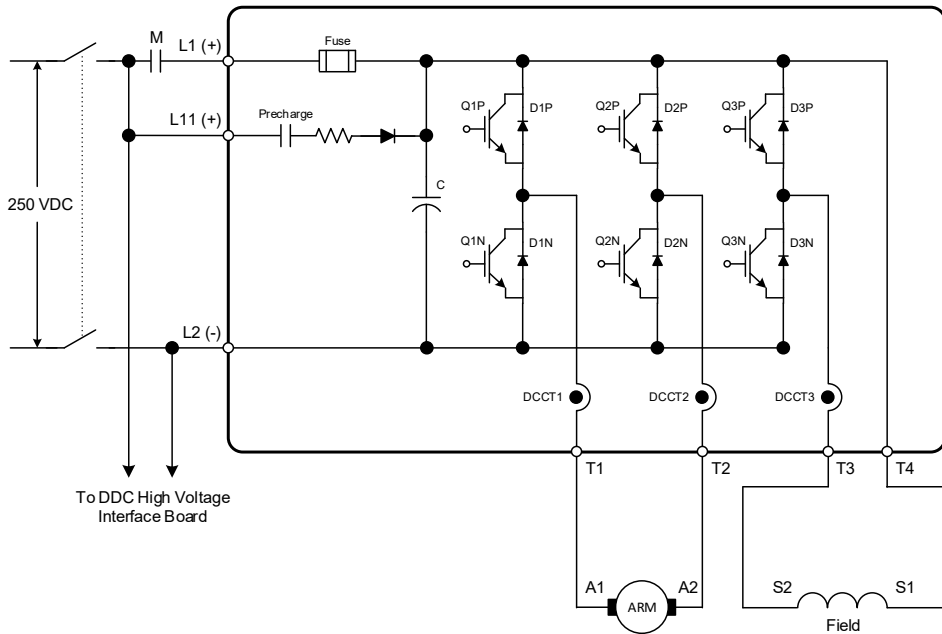 M
L1 (+)
Fuse
Q1P
D1P
Q2P
D2P
Q3P
D3P
L11 (+)
Precharge
C
250 VDC
Q1N
D1N
Q2N
D2N
Q3N
D3N
L2 (-)
DCCT1
DCCT2
DCCT3
T1
T2
T3
T4
To DDC High Voltage
Interface Board
A1
ARM
A2
S2
S1
Field